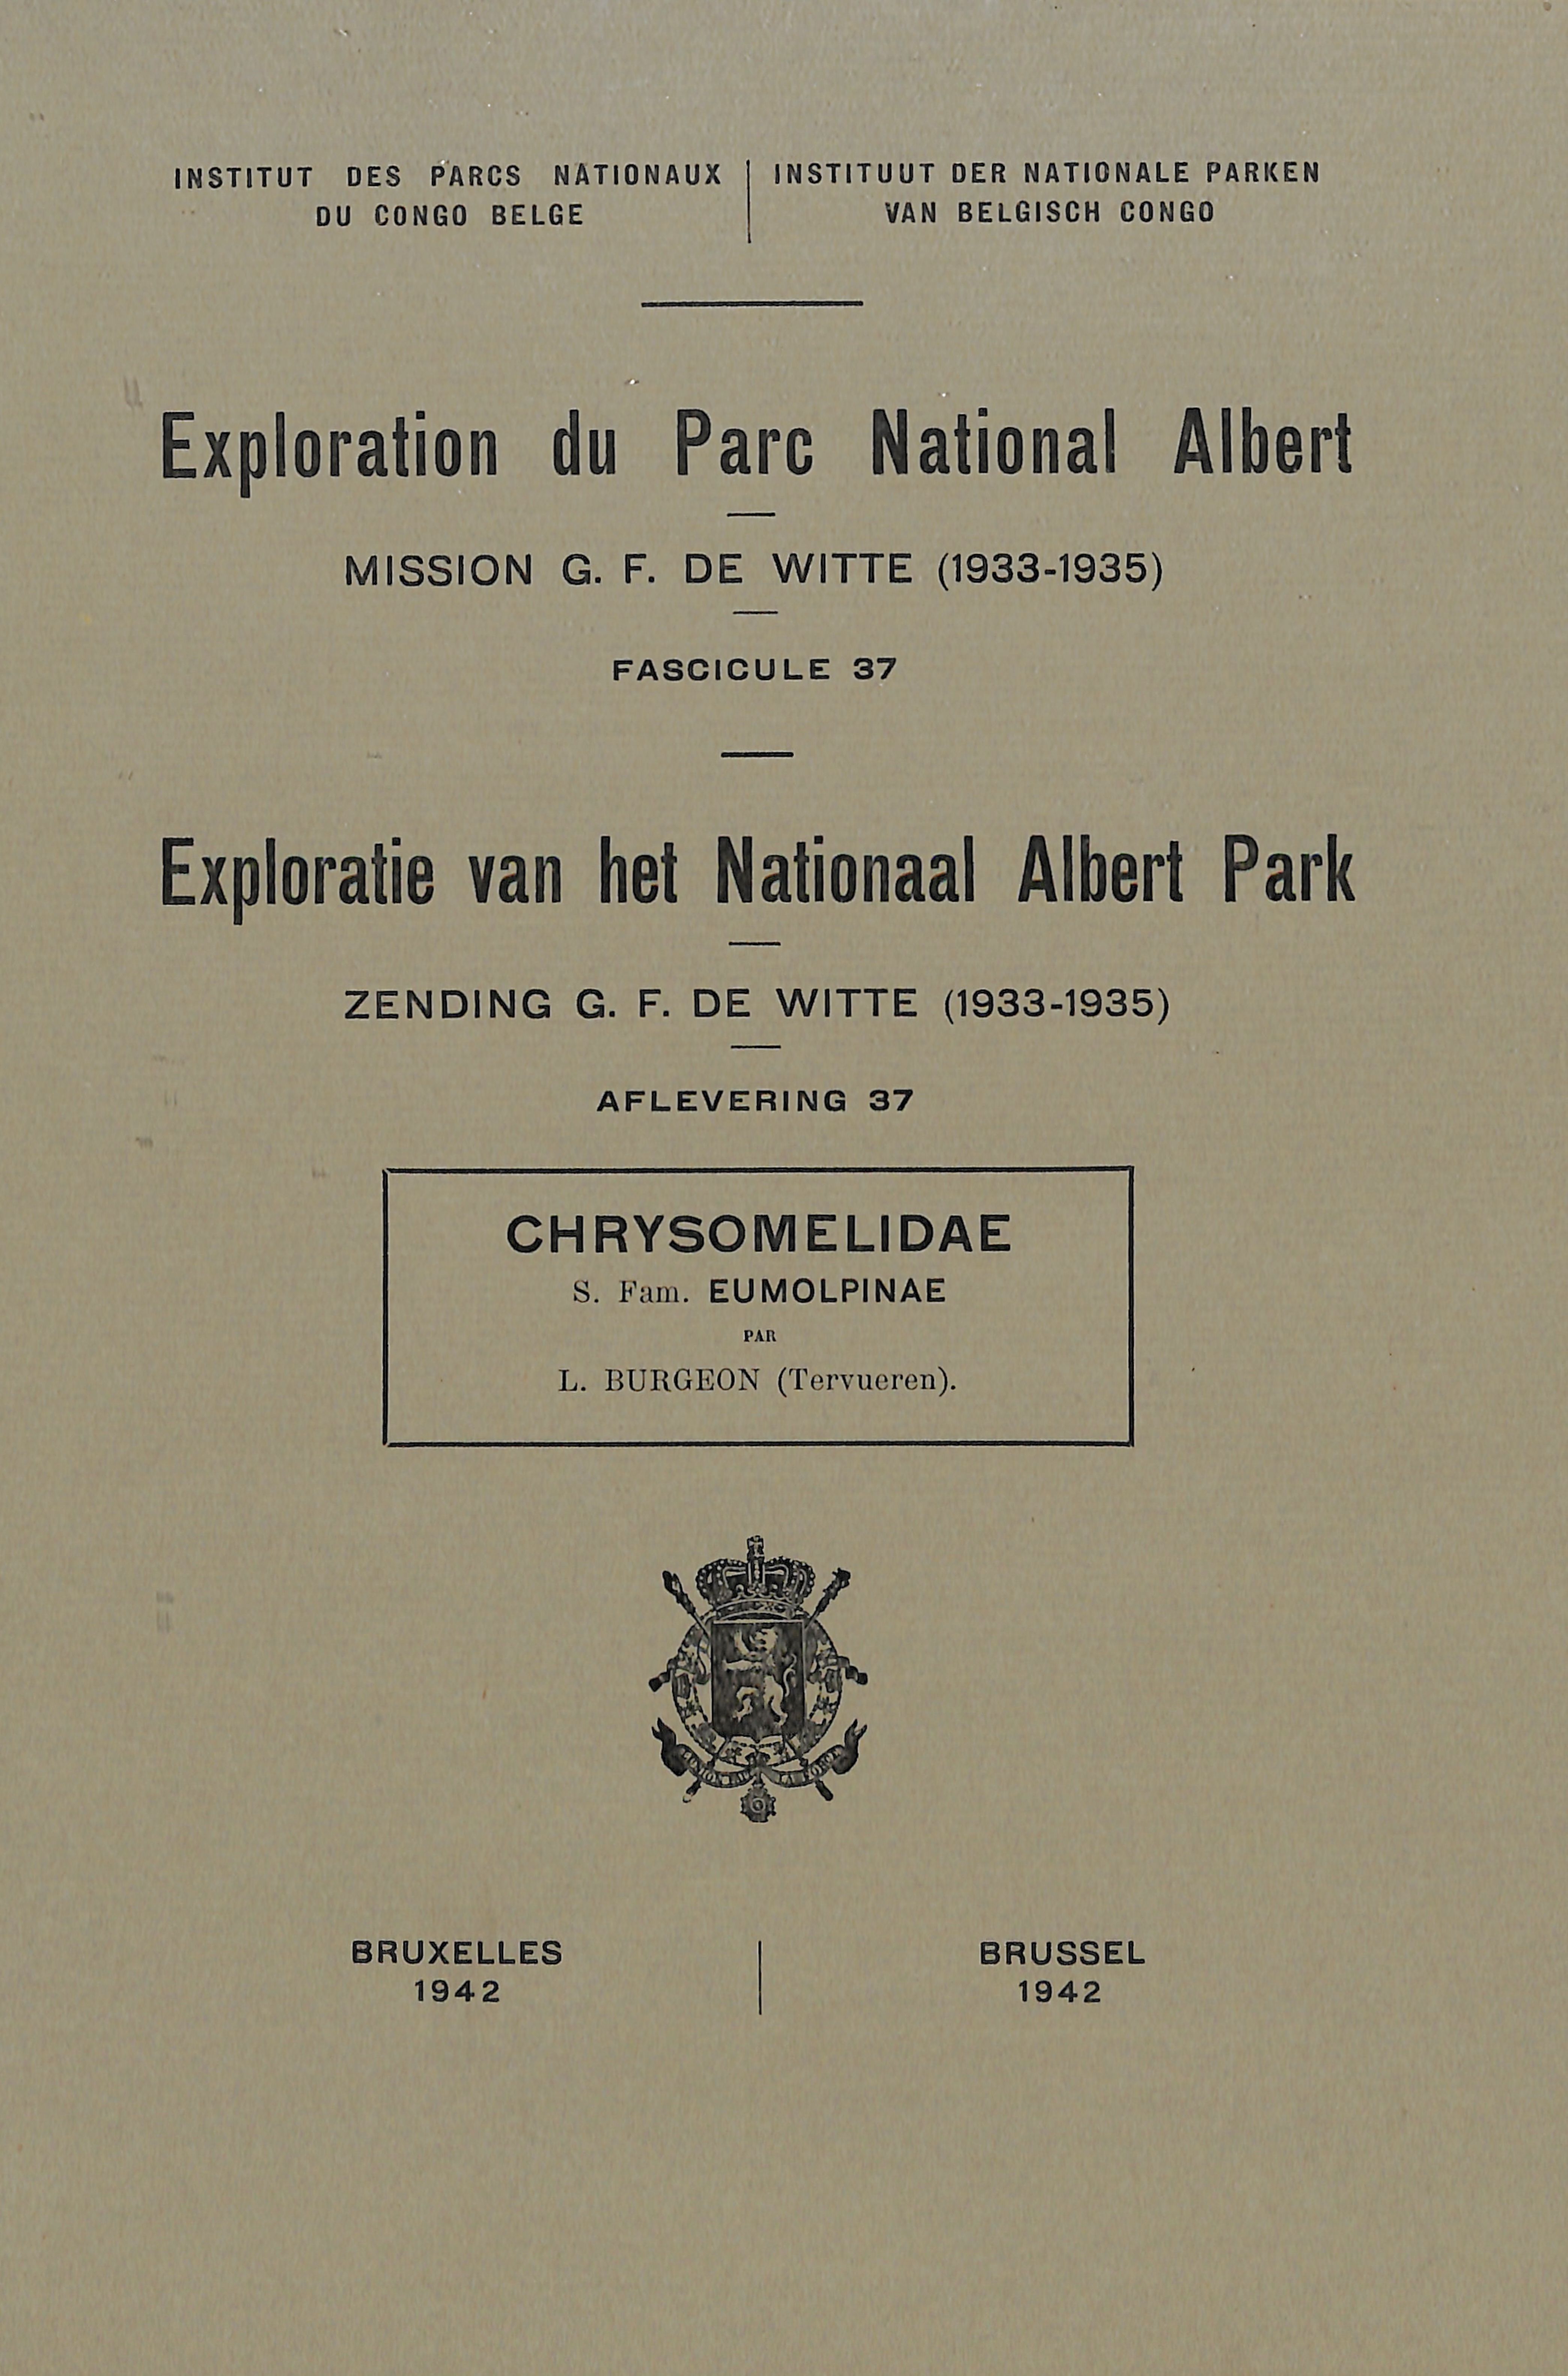 INSTITUT DES PARCS NATIONAUX
DU CONGO BELGE
INSTITUUT DER NATIONALE PARKEN
VAN BELGISCH CONGO
Exploration du Parc National Albert
MISSION G. F. DE WITTE (1933-1935)
FASCICULE 37
Exploratie van het Nationaal Albert Park
ZENDING G. F. DE WITTE (1933-1935)
AFLEVERING 37
CHRYSOMELIDAE
S. Fam. EUMOLPINAE
PAR
L. BURGEON (Tervueren).
BRUXELLES
1942
BRUSSEL
1942